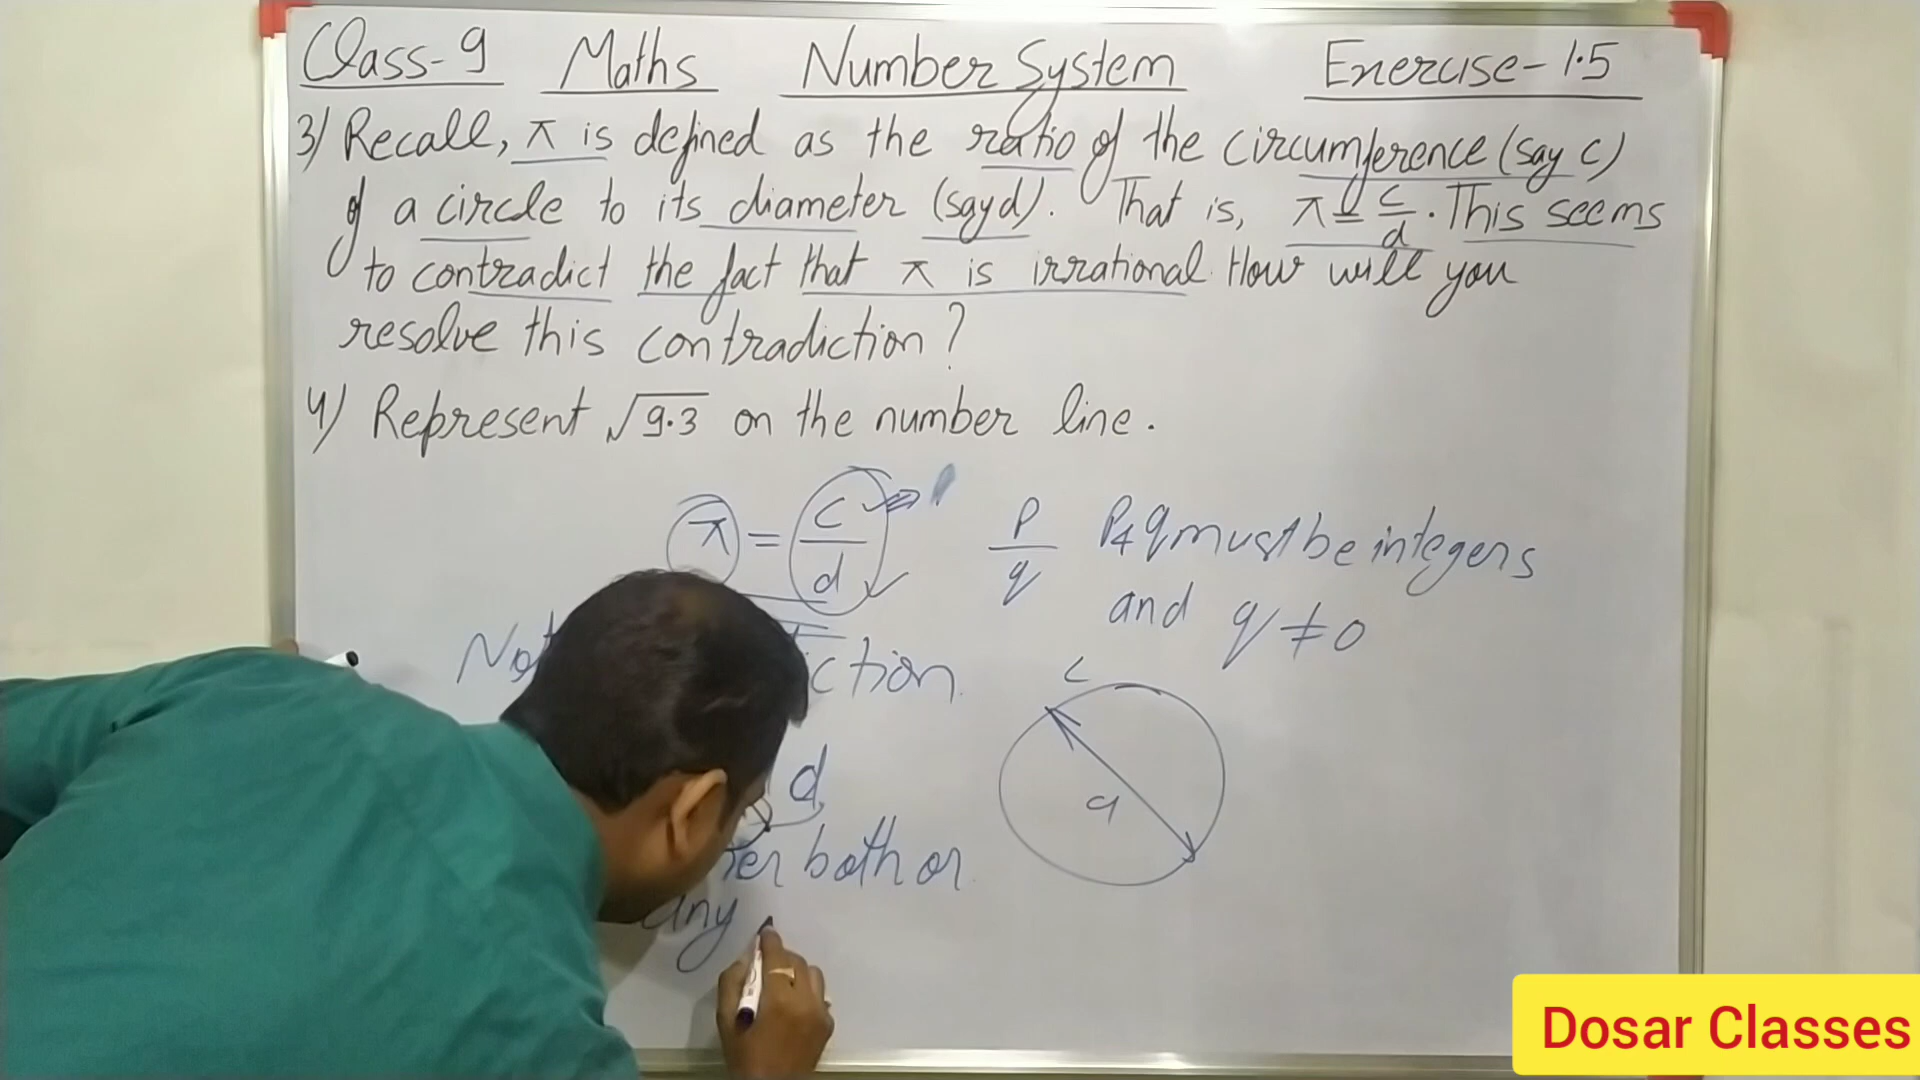 Class-9 Maths Number System Exercise-1.5
3) Recall, π is defined as the ratio of the circumference (say c)
of a circle to its diameter (say d). That is, π = c/d. This seems
to contradict the fact that π is irrational. How will you
resolve this contradiction?
4) Represent √9.3 on the number line.
π = c/d
p/q p & q must be integers
and q ≠ 0
c
d
d
both or
any
Dosar Classes